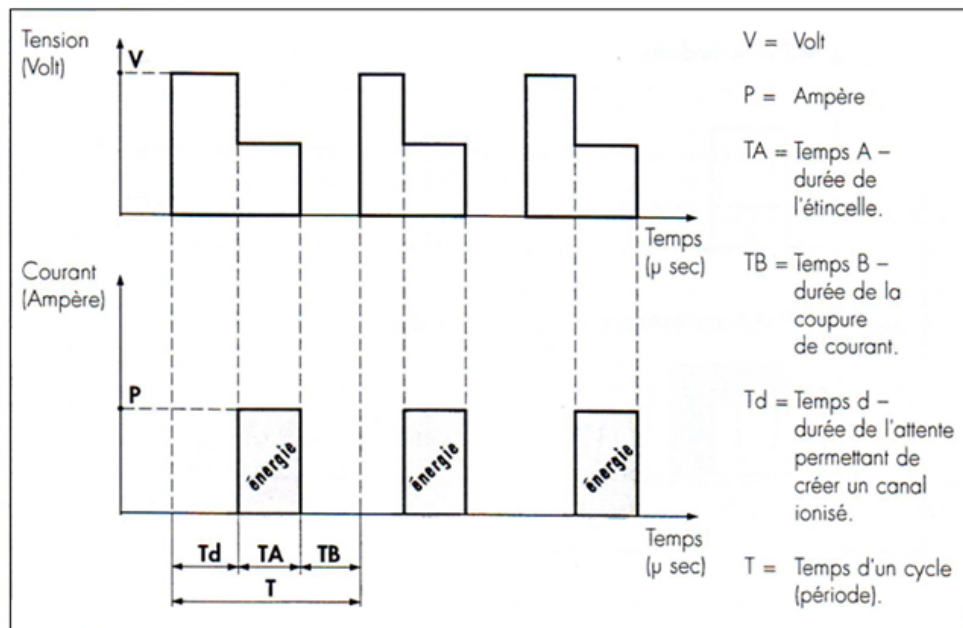 Tension
(Volt)
V
Temps
(µ sec)
Courant
(Ampère)
P
énergie
énergie
énergie
Temps
(µ sec)
Td
TA
TB
T
V = Volt
P = Ampère
TA = Temps A –
durée de
l'étincelle.
TB = Temps B –
durée de la
coupure
de courant.
Td = Temps d –
durée de l'attente
permettant de
créer un canal
ionisé.
T = Temps d'un cycle
(période).